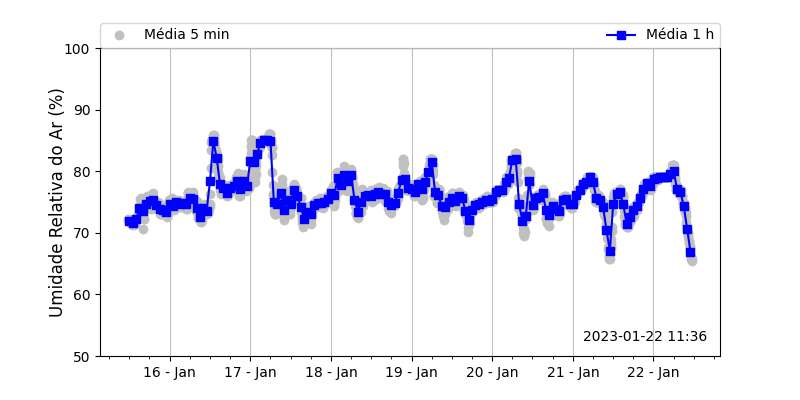 Média 5 min
Média 1 h
Umidade Relativa do Ar (%)
100
90
80
70
60
50
2023-01-22 11:36
16 - Jan
17 - Jan
18 - Jan
19 - Jan
20 - Jan
21 - Jan
22 - Jan